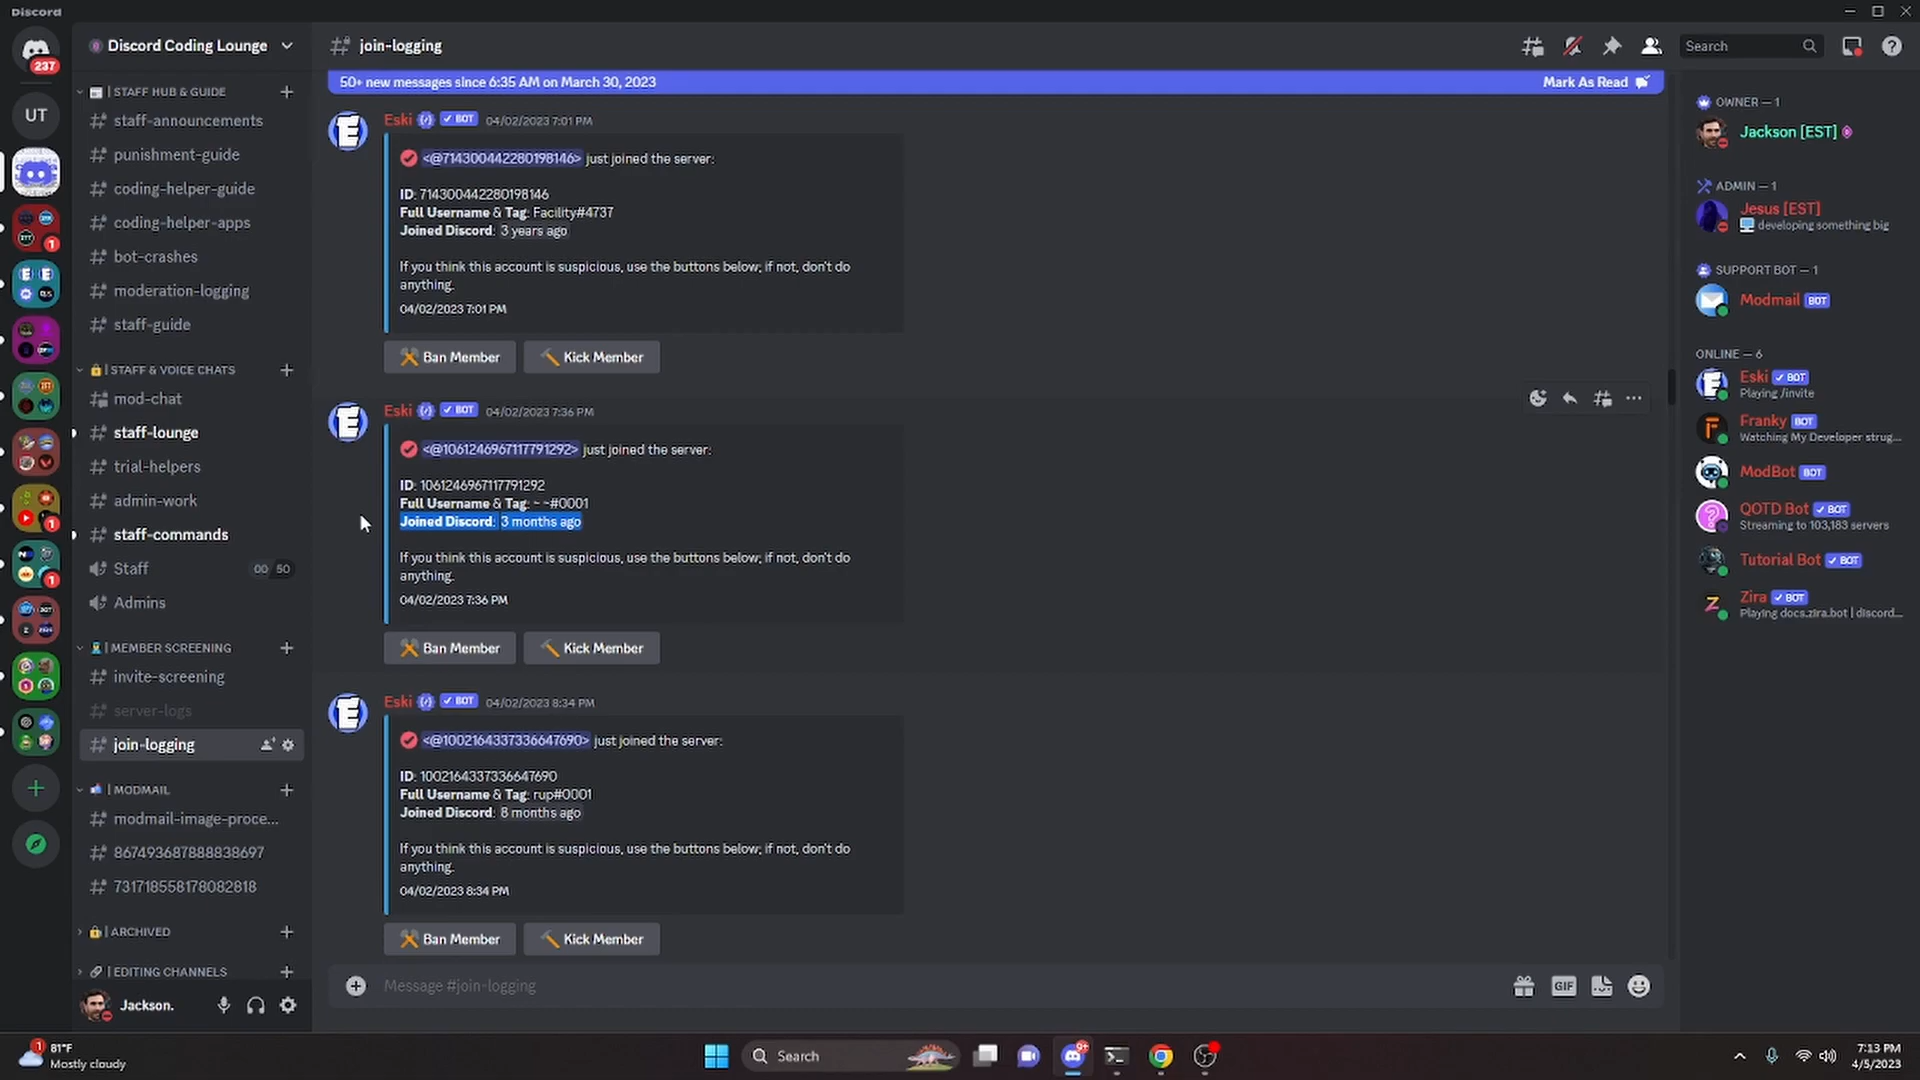 Discord
237
UT
1
1
1
Discord Coding Lounge
STAFF HUB & GUIDE
staff-announcements
punishment-guide
coding-helper-guide
coding-helper-apps
bot-crashes
moderation-logging
staff-guide
STAFF & VOICE CHATS
mod-chat
staff-lounge
trial-helpers
admin-work
staff-commands
Staff 00 50
Admins
MEMBER SCREENING
invite-screening
server-logs
join-logging
MODMAIL
modmail-image-proce...
867493687888838697
731718558178082818
ARCHIVED
EDITING CHANNELS
Jackson.
join-logging
Search
50+ new messages since 6:35 AM on March 30, 2023 Mark As Read
Eski BOT 04/02/2023 7:01 PM
<@714300442280198146> just joined the server:
ID: 714300442280198146
Full Username & Tag: Facility#4737
Joined Discord: 3 years ago
If you think this account is suspicious, use the buttons below; if not, don't do
anything.
04/02/2023 7:01 PM
Ban Member Kick Member
Eski BOT 04/02/2023 7:36 PM
<@1061246967117791292> just joined the server:
ID: 1061246967117791292
Full Username & Tag: ~ ~#0001
Joined Discord: 3 months ago
If you think this account is suspicious, use the buttons below; if not, don't do
anything.
04/02/2023 7:36 PM
Ban Member Kick Member
Eski BOT 04/02/2023 8:34 PM
<@1002164337336647690> just joined the server:
ID: 1002164337336647690
Full Username & Tag: rup#0001
Joined Discord: 8 months ago
If you think this account is suspicious, use the buttons below; if not, don't do
anything.
04/02/2023 8:34 PM
Ban Member Kick Member
Message #join-logging
GIF
OWNER — 1
Jackson [EST]
ADMIN — 1
Jesus [EST]
developing something big
SUPPORT BOT — 1
Modmail BOT
ONLINE — 6
Eski BOT
Playing /invite
Franky BOT
Watching My Developer strug...
ModBot BOT
QOTD Bot BOT
Streaming to 103,183 servers
Tutorial Bot BOT
Zira BOT
Playing docs.zira.bot | discord...
1
81°F
Mostly cloudy
Search
9+
7:13 PM
4/5/2023